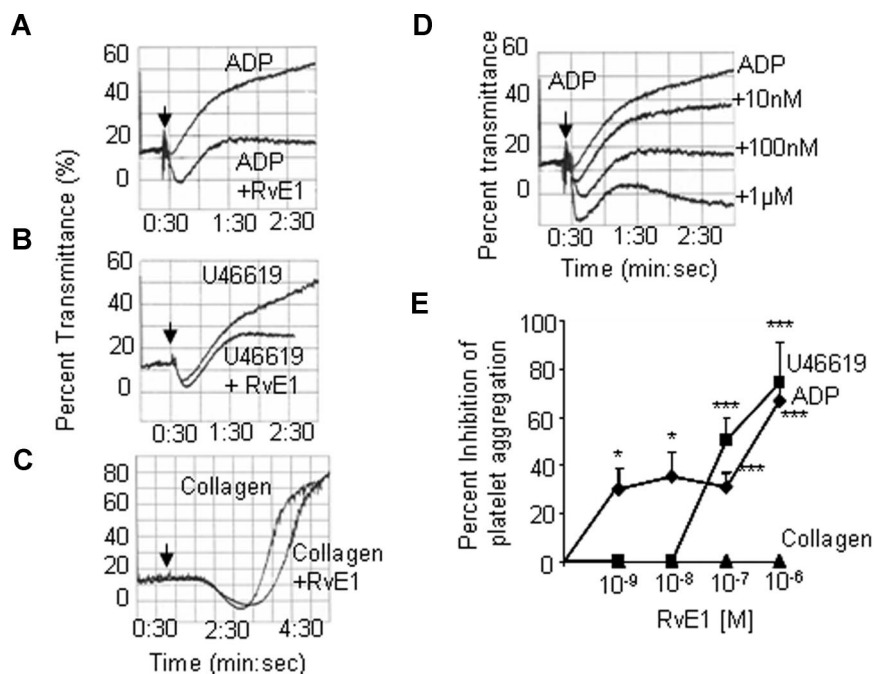 A
Percent Transmittance (%)
60
40
20
0
ADP
ADP
+RvE1
0:30 1:30 2:30
B
60
40
20
0
U46619
U46619
+ RvE1
0:30 1:30 2:30
C
80
60
40
20
0
Collagen
Collagen
+RvE1
0:30 2:30 4:30
Time (min:sec)
D
Percent transmittance
60
40
20
0
ADP
ADP
+10nM
+100nM
+1µM
0:30 1:30 2:30
Time (min:sec)
E
Percent Inhibition of
platelet aggregation
100
80
60
40
20
0
*
*
***
***
***
***
U46619
ADP
Collagen
10-9 10-8 10-7 10-6
RvE1 [M]